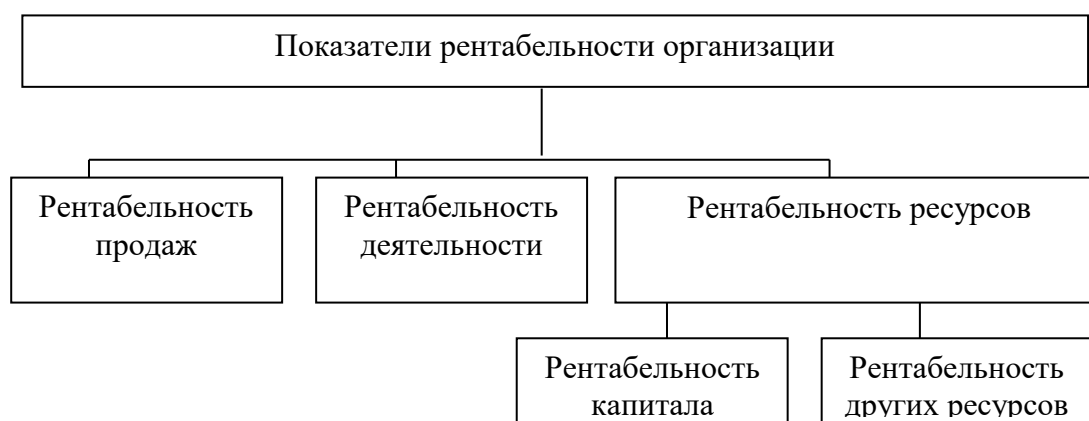 Показатели рентабельности организации
Рентабельность
продаж
Рентабельность
деятельности
Рентабельность ресурсов
Рентабельность
капитала
Рентабельность
других ресурсов